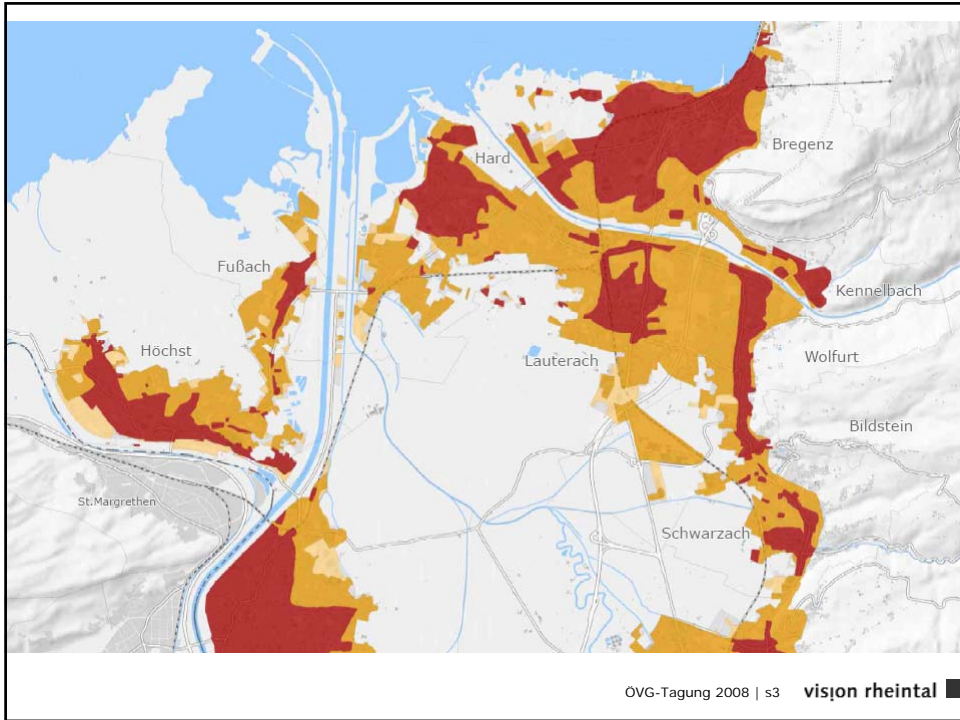 Hard
Bregenz
Fußach
Kennelbach
Höchst
Lauterach
Wolfurt
Bildstein
St.Margrethen
Schwarzach
ÖVG-Tagung 2008 | s3 vision rheintal